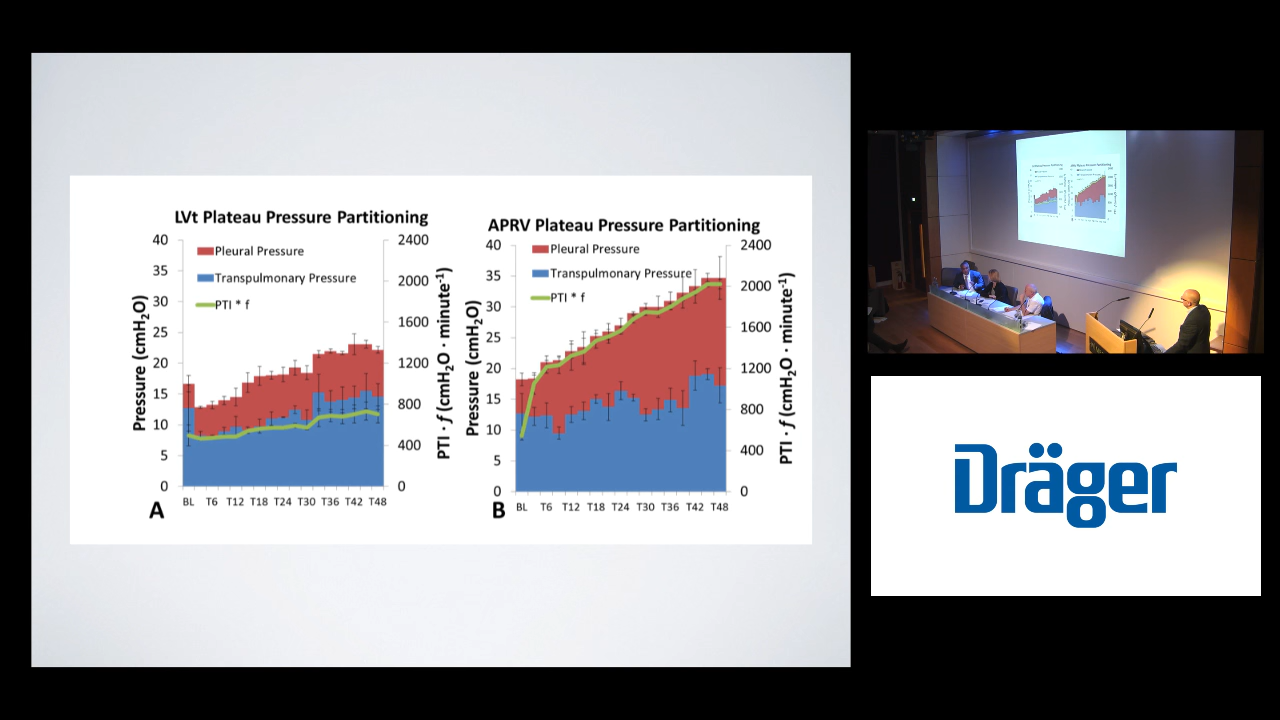 LVt Plateau Pressure Partitioning
40
35
30
25
20
15
10
5
0
Pressure (cmH₂O)
Pleural Pressure
Transpulmonary Pressure
PTI * f
2400
2000
1600
1200
800
400
0
PTI · f (cmH₂O · minute⁻¹)
BL T6 T12 T18 T24 T30 T36 T42 T48
A
APRV Plateau Pressure Partitioning
40
35
30
25
20
15
10
5
0
Pressure (cmH₂O)
Pleural Pressure
Transpulmonary Pressure
PTI * f
2400
2000
1600
1200
800
400
0
PTI · f (cmH₂O · minute⁻¹)
BL T6 T12 T18 T24 T30 T36 T42 T48
B
Dräger